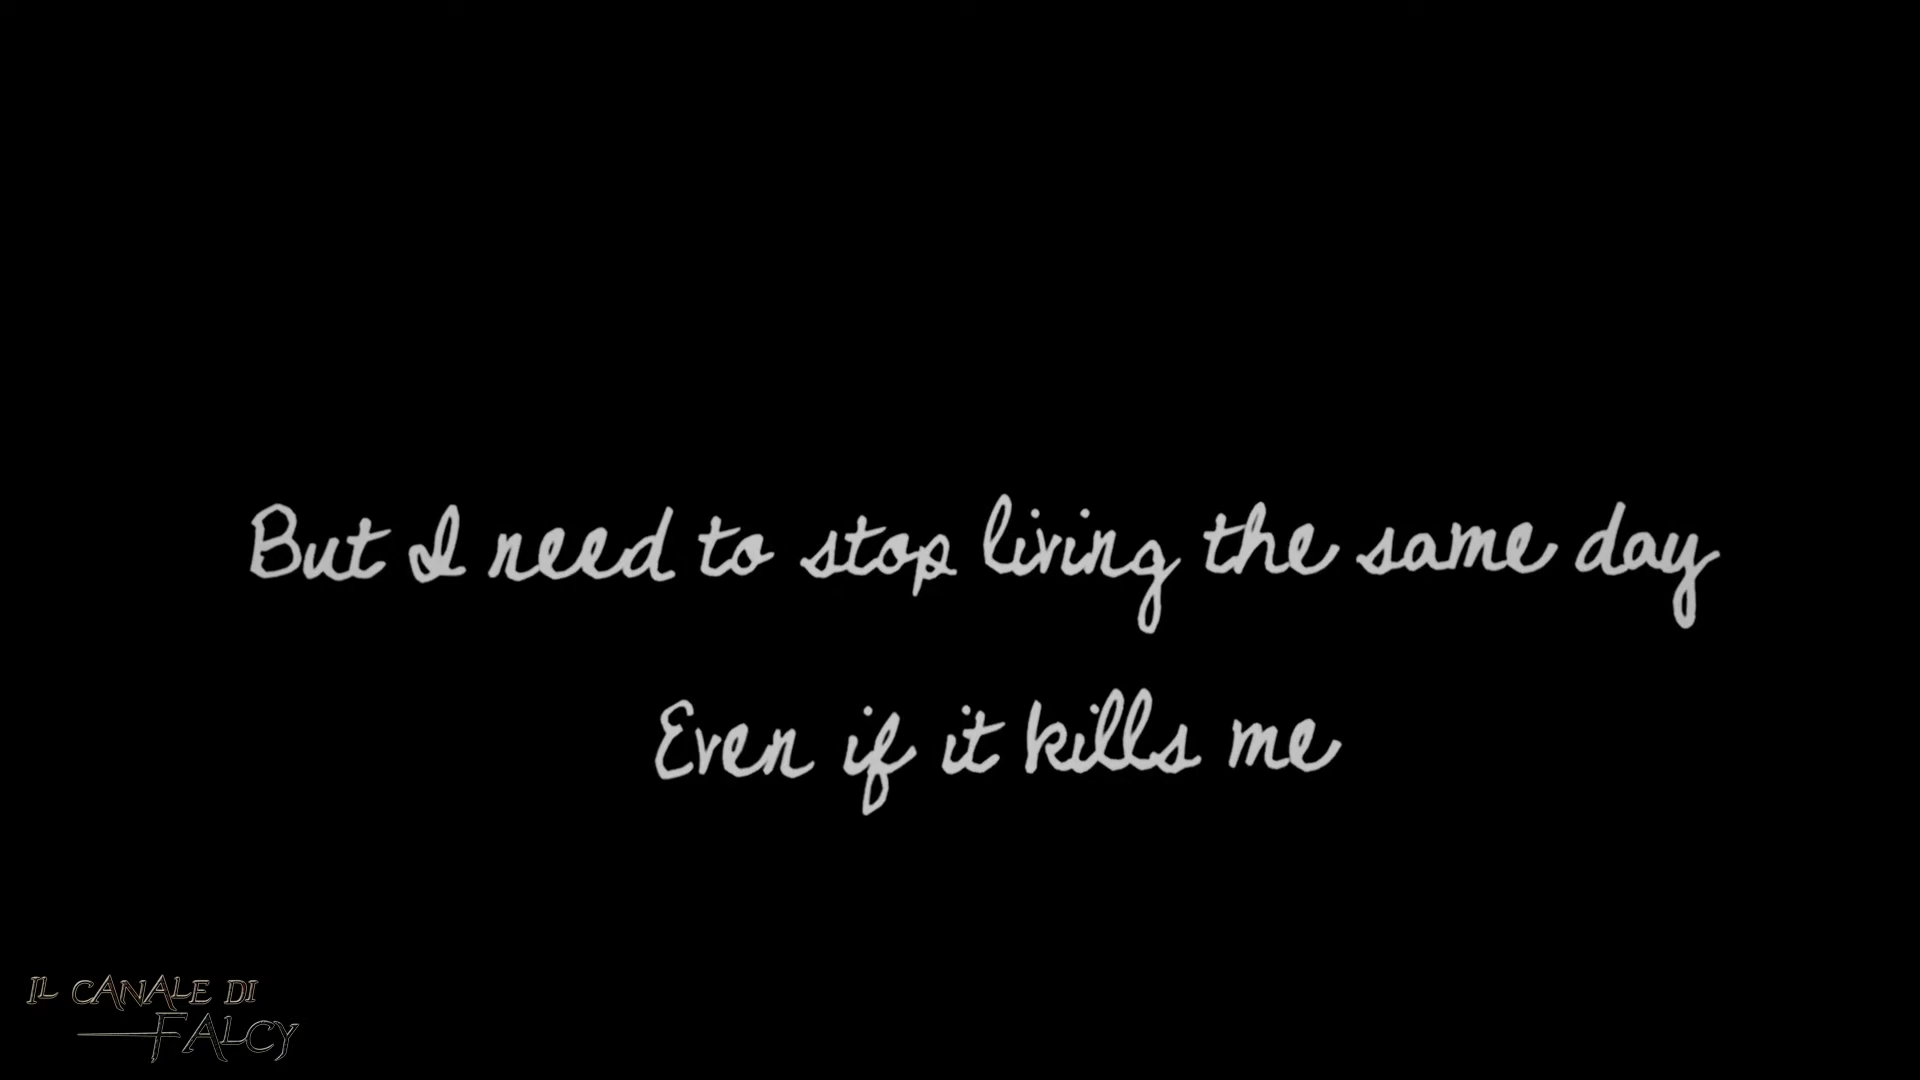 But I need to stop living the same day
Even if it kills me
IL CANALE DI
FALCY